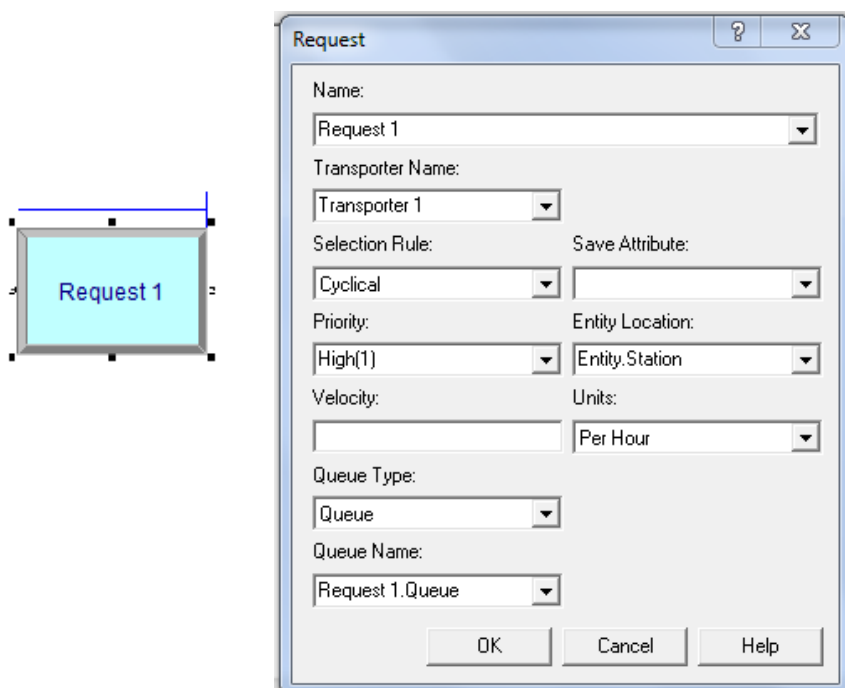 Request
Name:
Request 1
Transporter Name:
Transporter 1
Selection Rule: Save Attribute:
Cyclical
Priority: Entity Location:
High(1) Entity.Station
Velocity: Units:
Per Hour
Queue Type:
Queue
Queue Name:
Request 1.Queue
OK Cancel Help
Request 1